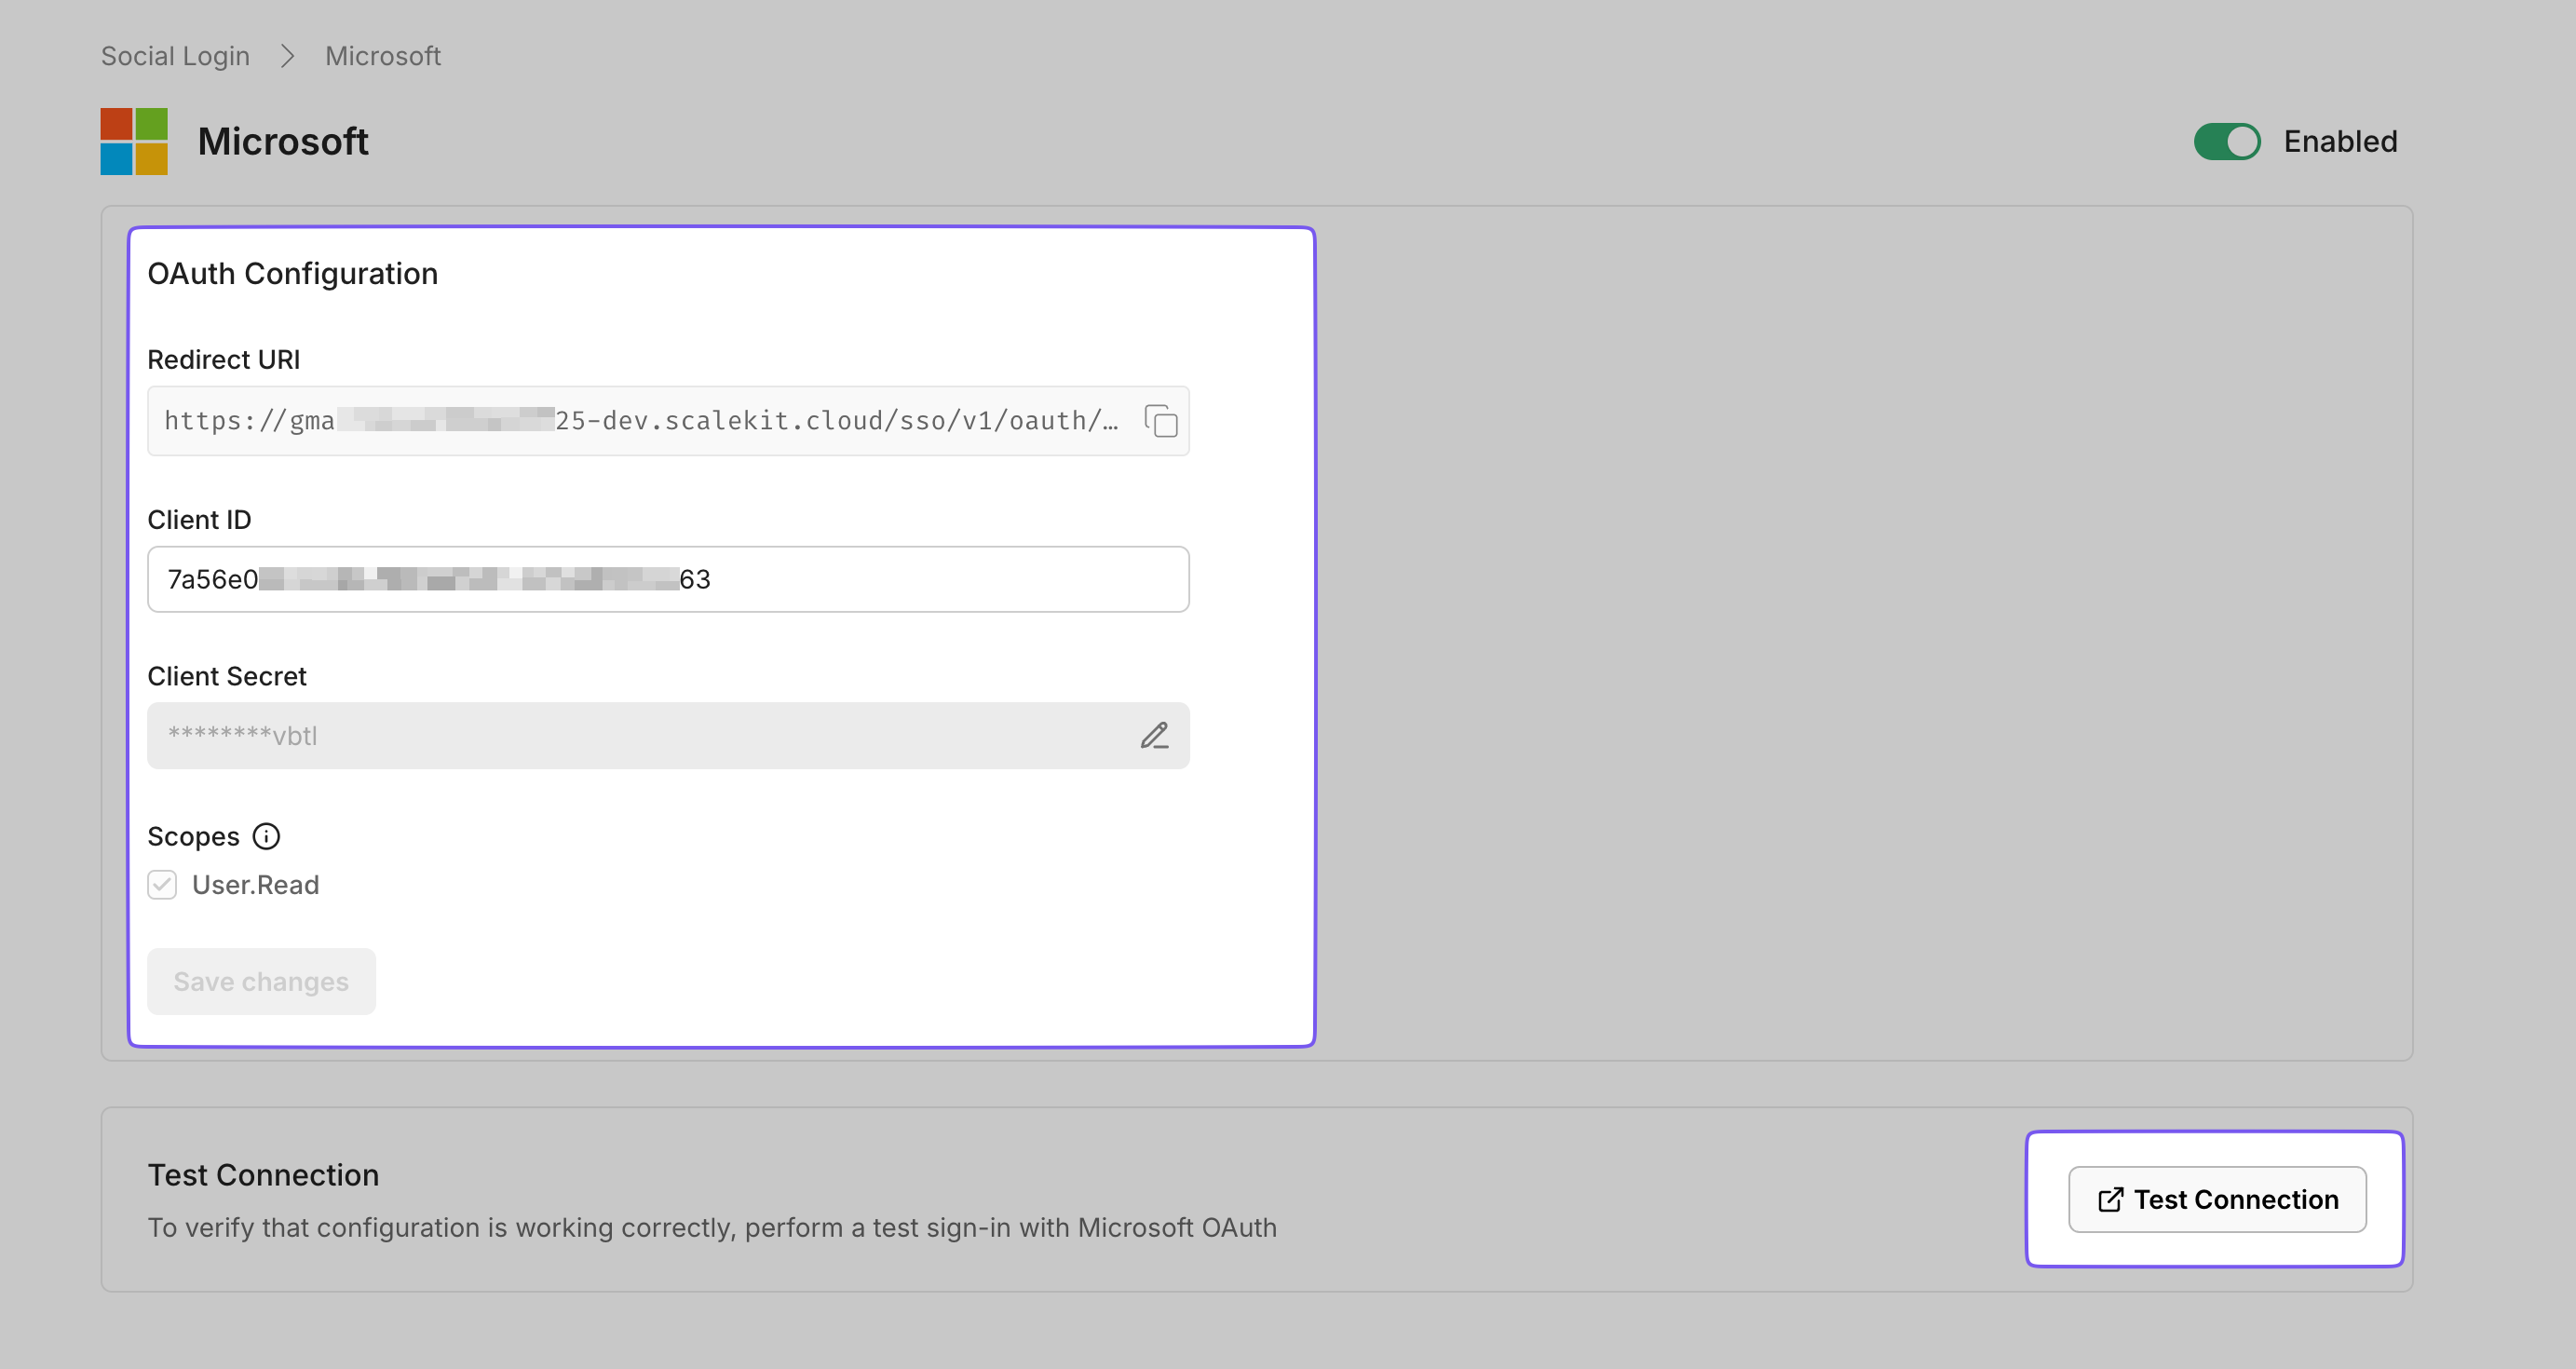 Social Login > Microsoft
Microsoft
Enabled
OAuth Configuration
Redirect URI
https://gma 25-dev.scalekit.cloud/sso/v1/oauth/…
Client ID
7a56e0 63
Client Secret
********vbtl
Scopes
User.Read
Save changes
Test Connection
To verify that configuration is working correctly, perform a test sign-in with Microsoft OAuth
Test Connection